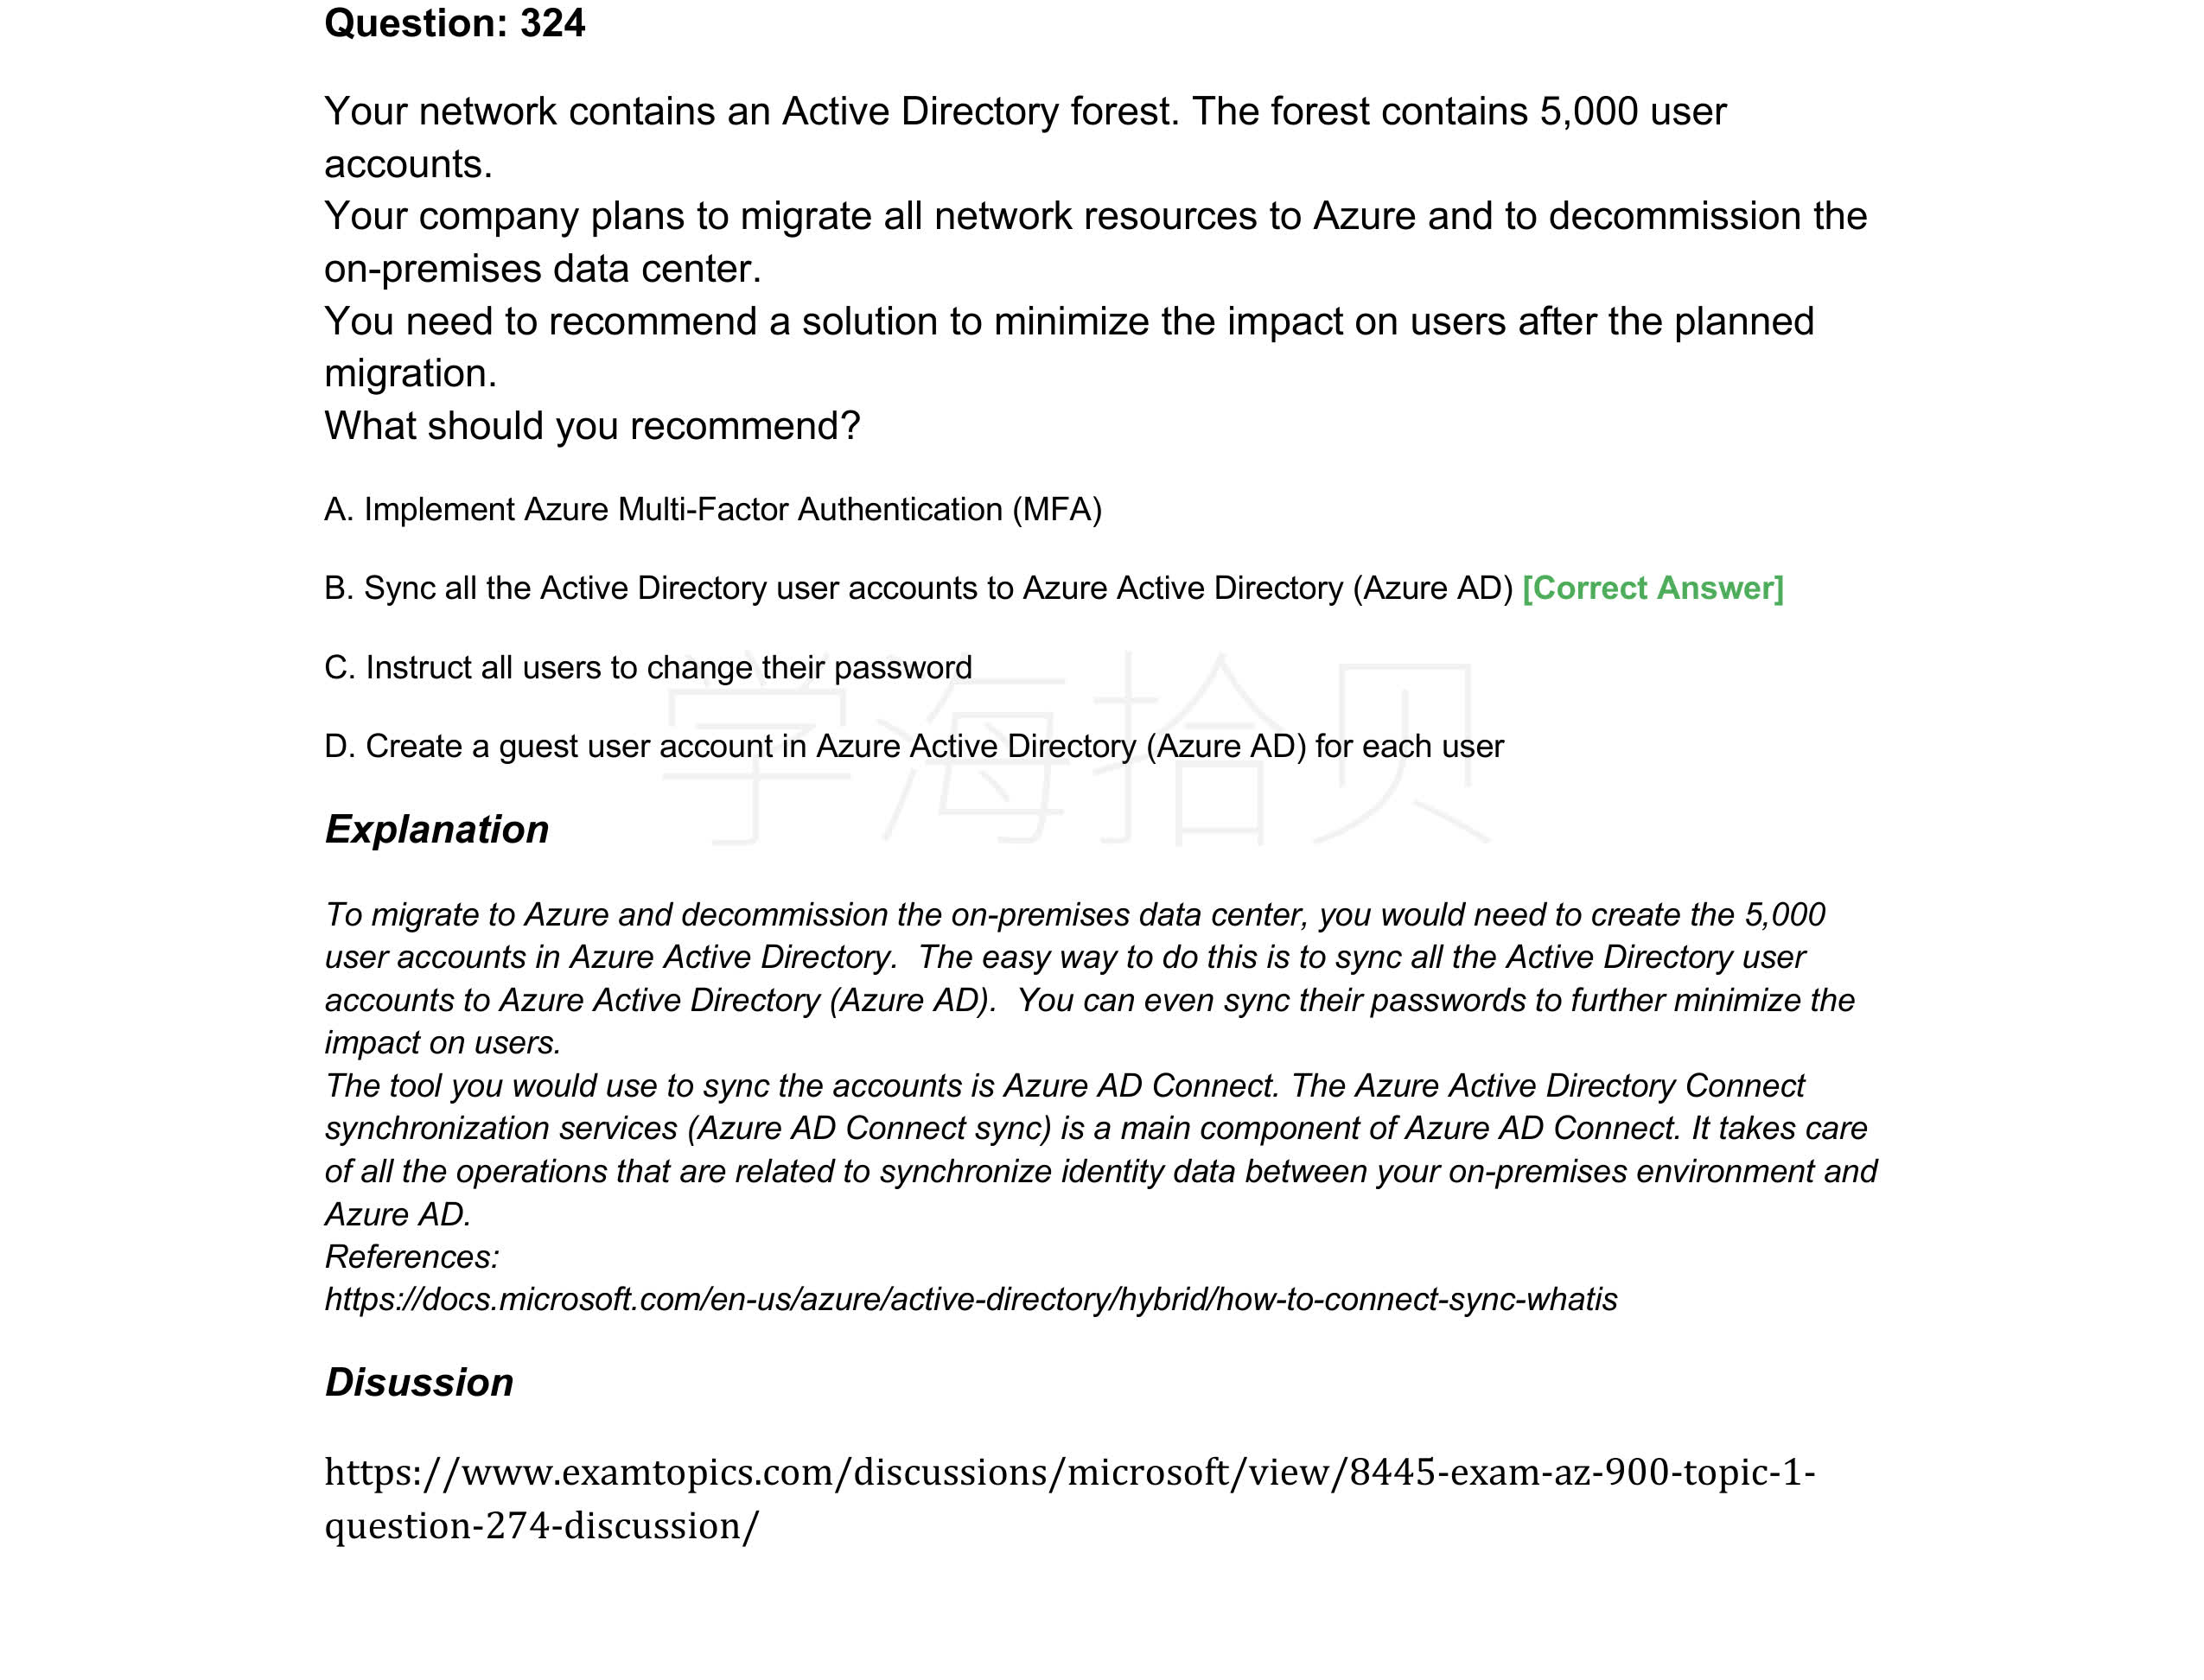 Question: 324
Your network contains an Active Directory forest. The forest contains 5,000 user
accounts.
Your company plans to migrate all network resources to Azure and to decommission the
on-premises data center.
You need to recommend a solution to minimize the impact on users after the planned
migration.
What should you recommend?
A. Implement Azure Multi-Factor Authentication (MFA)
B. Sync all the Active Directory user accounts to Azure Active Directory (Azure AD) [Correct Answer]
C. Instruct all users to change their password
学海拾贝
D. Create a guest user account in Azure Active Directory (Azure AD) for each user
Explanation
To migrate to Azure and decommission the on-premises data center, you would need to create the 5,000
user accounts in Azure Active Directory.  The easy way to do this is to sync all the Active Directory user
accounts to Azure Active Directory (Azure AD).  You can even sync their passwords to further minimize the
impact on users.
The tool you would use to sync the accounts is Azure AD Connect. The Azure Active Directory Connect
synchronization services (Azure AD Connect sync) is a main component of Azure AD Connect. It takes care
of all the operations that are related to synchronize identity data between your on-premises environment and
Azure AD.
References:
https://docs.microsoft.com/en-us/azure/active-directory/hybrid/how-to-connect-sync-whatis
Disussion
https://www.examtopics.com/discussions/microsoft/view/8445-exam-az-900-topic-1-
question-274-discussion/